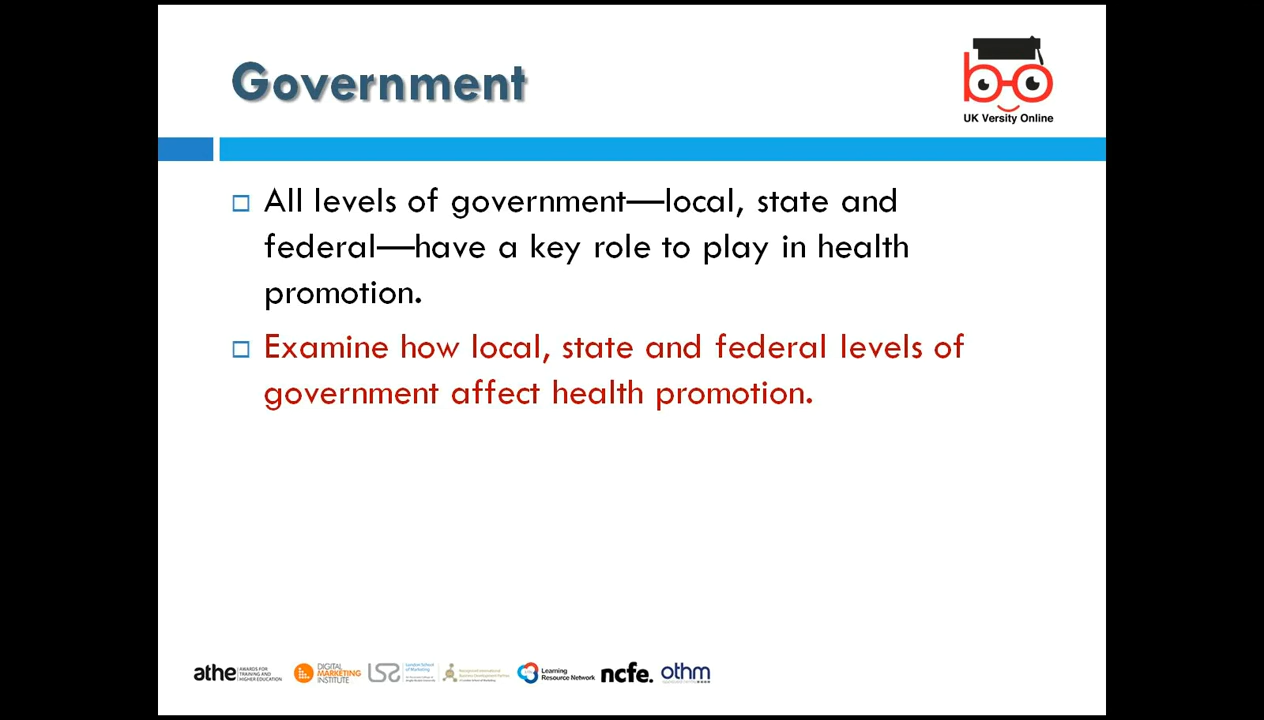 Government
UK Versity Online
All levels of government—local, state and
federal—have a key role to play in health
promotion.
Examine how local, state and federal levels of
government affect health promotion.
athe
AWARDS FOR
TRAINING AND
HIGHER EDUCATION
DIGITAL
MARKETING
INSTITUTE
London School
of Marketing
Learning
Resource Network
ncfe.
othm